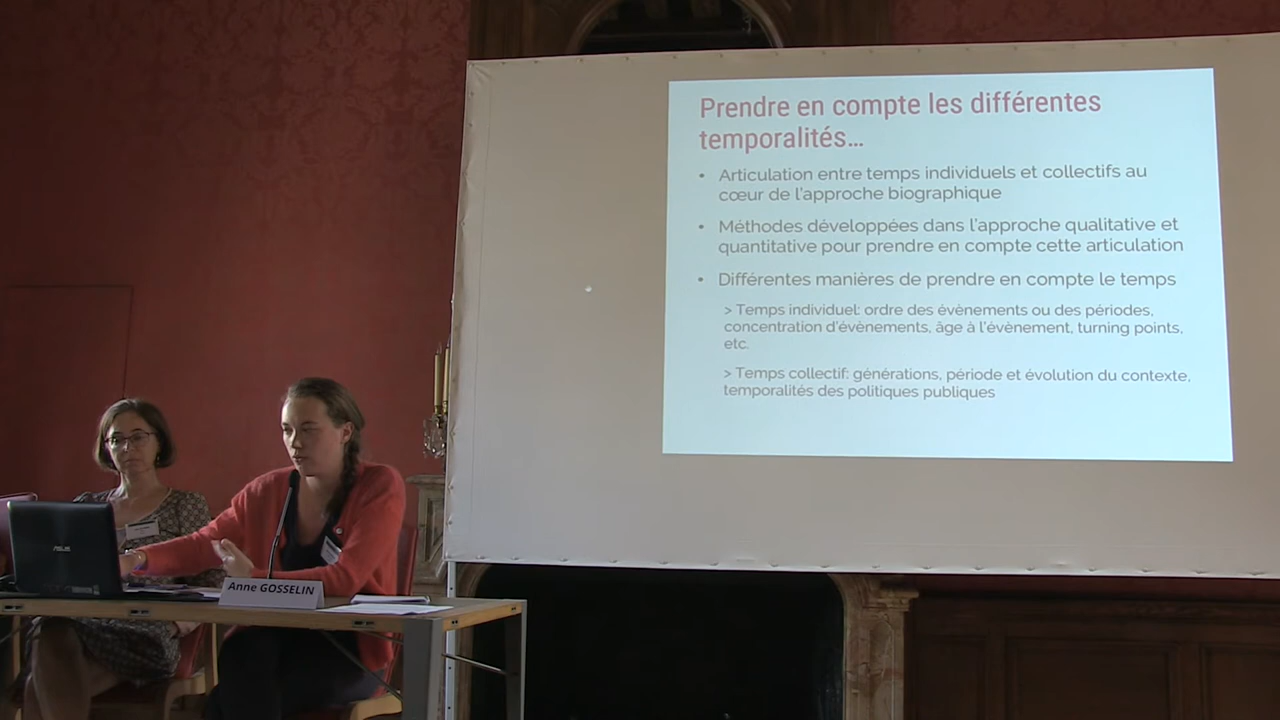 Prendre en compte les différentes
temporalités…
• Articulation entre temps individuels et collectifs au
cœur de l'approche biographique
• Méthodes développées dans l'approche qualitative et
quantitative pour prendre en compte cette articulation
• Différentes manières de prendre en compte le temps
> Temps individuel: ordre des évènements ou des périodes,
concentration d'évènements, âge à l'évènement, turning points,
etc.
> Temps collectif: générations, période et évolution du contexte,
temporalités des politiques publiques
ASUS
Anne GOSSELIN